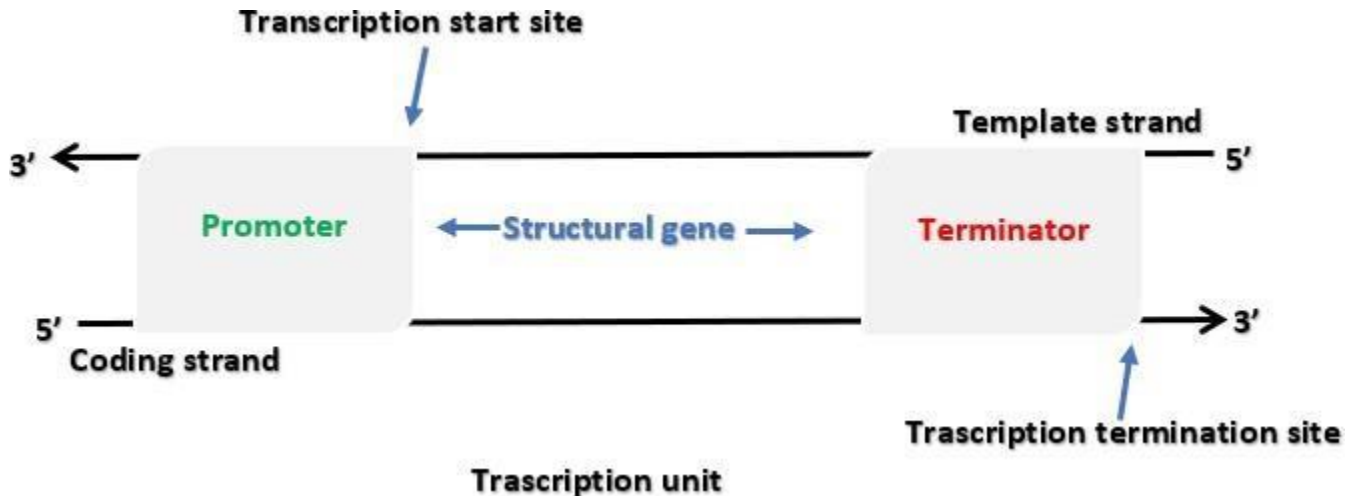 Transcription start site
Template strand
3’
5’
Promoter
Structural gene
Terminator
5’
3’
Coding strand
Trascription termination site
Trascription unit